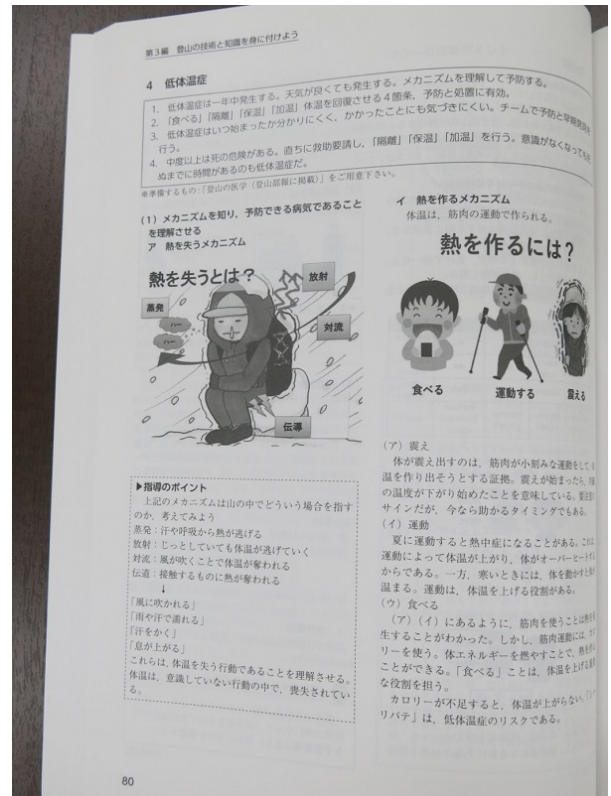 第3編 登山の技術と知識を身に付けよう
4 低体温症
1. 低体温症は一年中発生する。天気が良くても発生する。メカニズムを理解して予防する。
2. 「食べる」「隔離」「保温」「加温」体温を回復させる4箇条、予防と処置に有効。
3. 低体温症はいつ始まったか分かりにくく、かかったことにも気づきにくい。チームで予防と早期発見を
行う。
4. 中度以上は死の危険がある。直ちに救助要請し、「隔離」「保温」「加温」を行う。意識がなくなっても死
ぬまでに時間があるのも低体温症だ。
※準備するもの:「登山の医学(登山部報に掲載)」をご用意下さい。
(1)メカニズムを知り、予防できる病気であること
を理解させる
ア 熱を失うメカニズム
熱を失うとは?
蒸発
ハー
ハー
放射
対流
伝導
▶指導のポイント
上記のメカニズムは山の中でどういう場合を指す
のか、考えてみよう
蒸発:汗や呼吸から熱が逃げる
放射:じっとしていても体温が逃げていく
対流:風が吹くことで体温が奪われる
伝導:接触するものに熱が奪われる
↓
「風に吹かれる」
「雨や汗で濡れる」
「汗をかく」
「息が上がる」
これらは、体温を失う行動であることを理解させる。
体温は、意識していない行動の中で、喪失されてい
る。
イ 熱を作るメカニズム
体温は、筋肉の運動で作られる。
熱を作るには?
食べる
運動する
震える
(ア)震え
体が震え出すのは、筋肉が小刻みな運動をして、
温を作り出そうとする証拠。震えが始まったら、
の温度が下がり始めたことを意味している。要注意
サインだが、今なら助かるタイミングでもある。
(イ)運動
夏に運動すると熱中症になることがある。これは、
運動によって体温が上がり、体がオーバーヒートする
からである。一方、寒いときには、体を動かすと
温まる。運動は、体温を上げる役割がある。
(ウ)食べる
(ア)(イ)にあるように、筋肉を使うことは熱を
生することがわかった。しかし、筋肉運動には、カロ
リーを使う。体エネルギーを燃やすことで、熱を
ことができる。「食べる」ことは、体温を上げる重要
な役割を担う。
カロリーが不足すると、体温が上がらない。「シャ
リバテ」は、低体温症のリスクである。
80